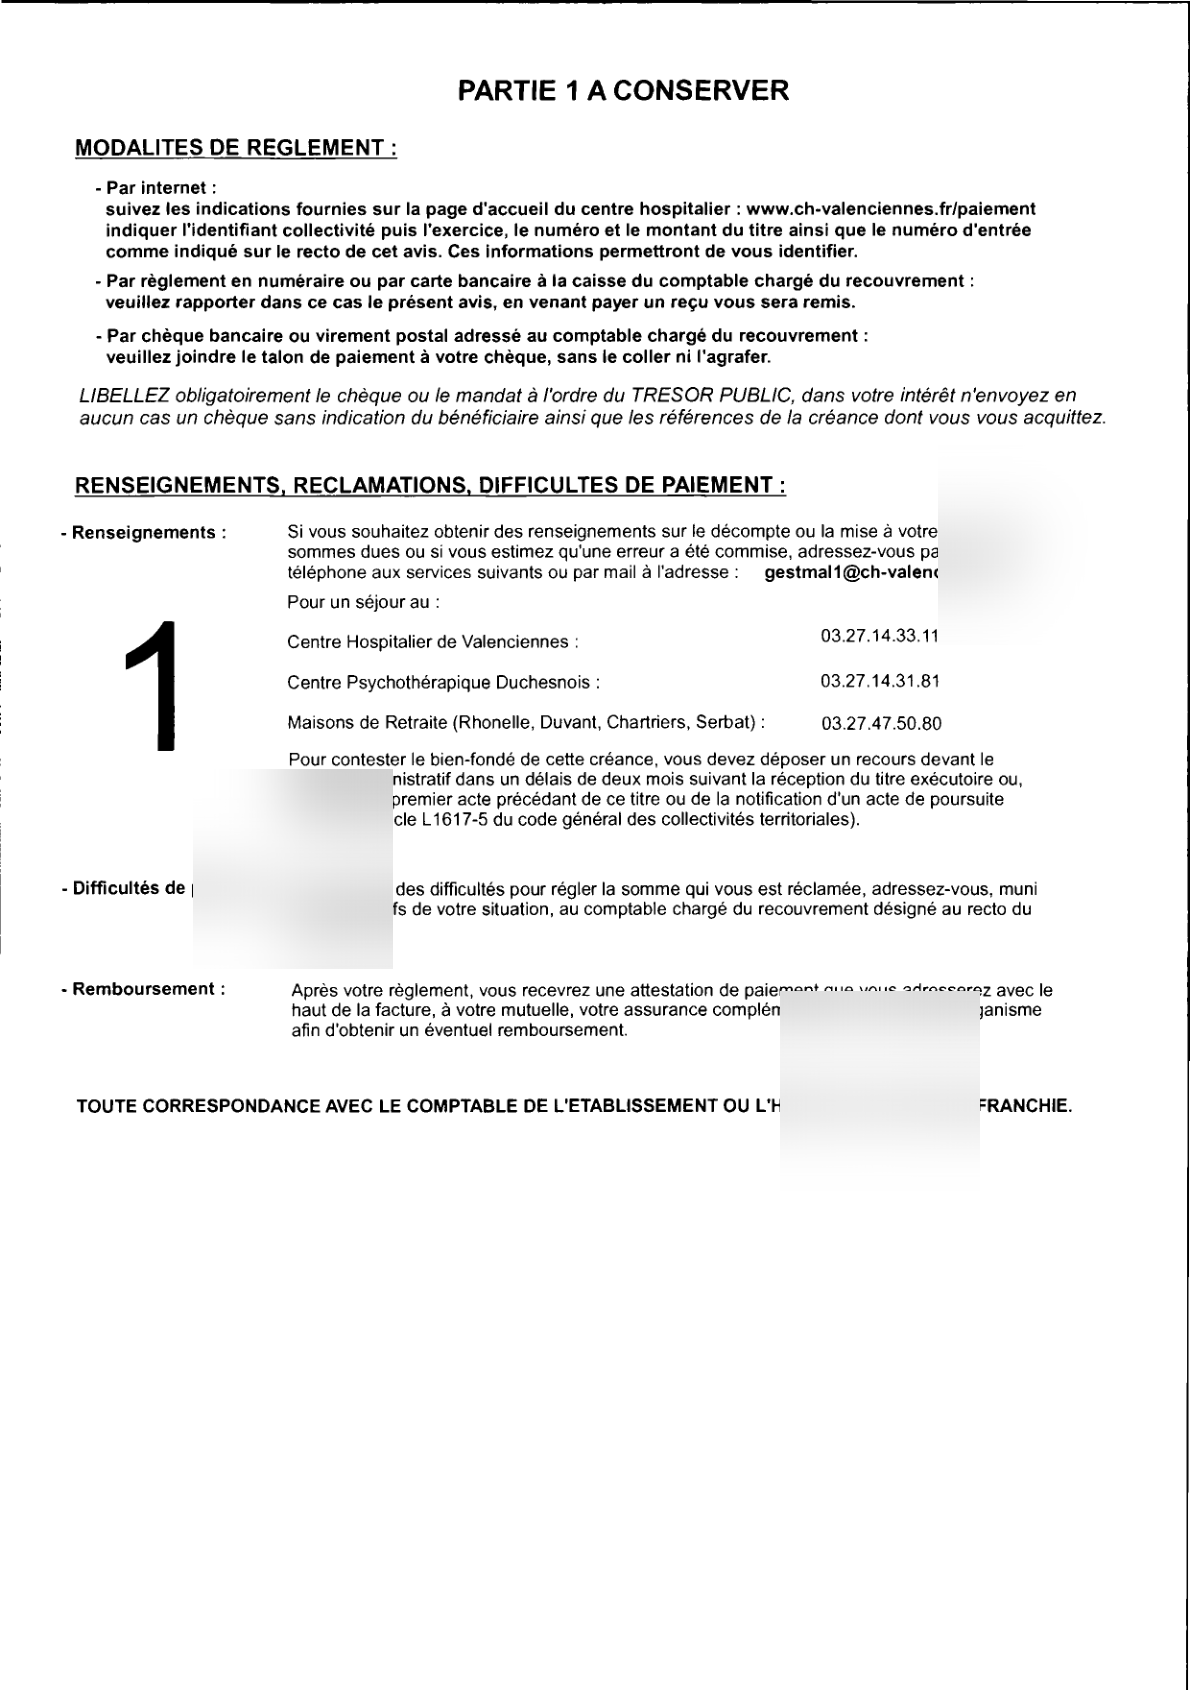 PARTIE 1 A CONSERVER
MODALITES DE REGLEMENT :
- Par internet :
suivez les indications fournies sur la page d'accueil du centre hospitalier : www.ch-valenciennes.fr/paiement
indiquer l'identifiant collectivité puis l'exercice, le numéro et le montant du titre ainsi que le numéro d'entrée
comme indiqué sur le recto de cet avis. Ces informations permettront de vous identifier.
- Par règlement en numéraire ou par carte bancaire à la caisse du comptable chargé du recouvrement :
veuillez rapporter dans ce cas le présent avis, en venant payer un reçu vous sera remis.
- Par chèque bancaire ou virement postal adressé au comptable chargé du recouvrement :
veuillez joindre le talon de paiement à votre chèque, sans le coller ni l'agrafer.
LIBELLEZ obligatoirement le chèque ou le mandat à l'ordre du TRESOR PUBLIC, dans votre intérêt n'envoyez en
aucun cas un chèque sans indication du bénéficiaire ainsi que les références de la créance dont vous vous acquittez.
RENSEIGNEMENTS, RECLAMATIONS, DIFFICULTES DE PAIEMENT :
- Renseignements :
Si vous souhaitez obtenir des renseignements sur le décompte ou la mise à votre
sommes dues ou si vous estimez qu'une erreur a été commise, adressez-vous
téléphone aux services suivants ou par mail à l'adresse : gestmal1@ch-valenc
Pour un séjour au :
1
Centre Hospitalier de Valenciennes : 03.27.14.33.11
Centre Psychothérapique Duchesnois : 03.27.14.31.81
Maisons de Retraite (Rhonelle, Duvant, Chartriers, Serbat) : 03.27.47.50.80
Pour contester le bien-fondé de cette créance, vous devez déposer un recours devant le
nistratif dans un délais de deux mois suivant la réception du titre exécutoire ou,
premier acte précédant de ce titre ou de la notification d'un acte de poursuite
cle L1617-5 du code général des collectivités territoriales).
- Difficultés de
des difficultés pour régler la somme qui vous est réclamée, adressez-vous, muni
fs de votre situation, au comptable chargé du recouvrement désigné au recto du
- Remboursement :
Après votre règlement, vous recevrez une attestation de paiement que vous adresserez avec le
haut de la facture, à votre mutuelle, votre assurance complém ganisme
afin d'obtenir un éventuel remboursement.
TOUTE CORRESPONDANCE AVEC LE COMPTABLE DE L'ETABLISSEMENT OU L'H FRANCHIE.